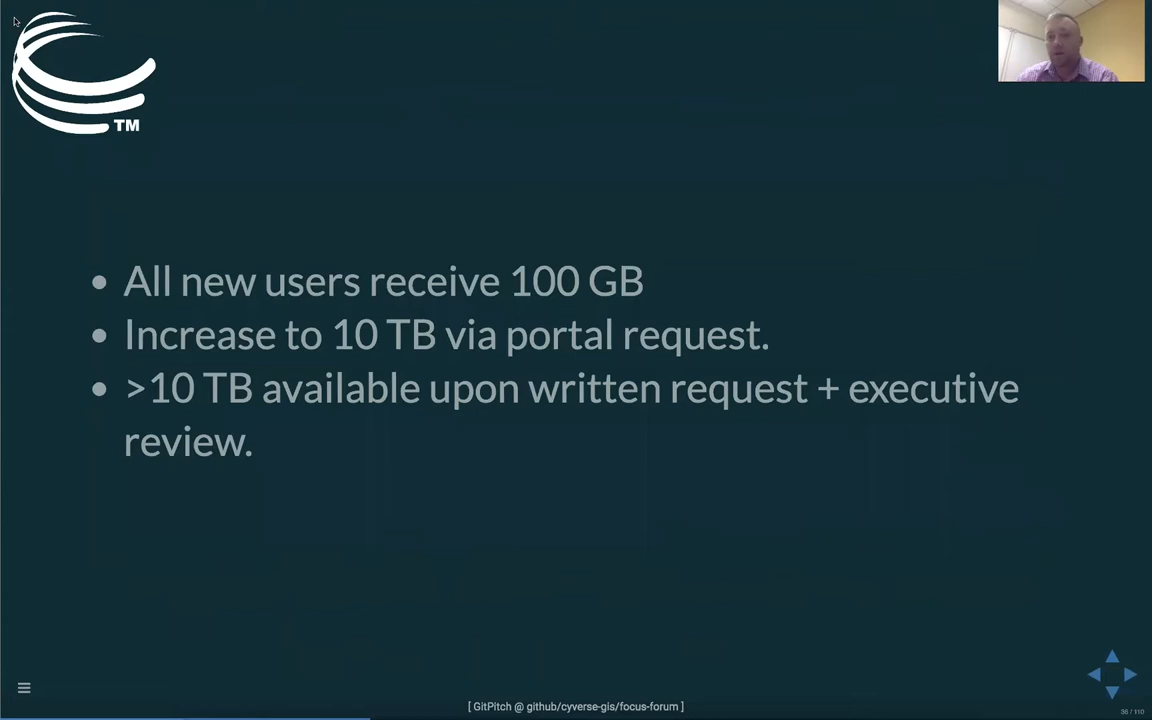 TM
• All new users receive 100 GB
• Increase to 10 TB via portal request.
• >10 TB available upon written request + executive
review.
[ GitPitch @ github/cyverse-gis/focus-forum ]
36 / 110